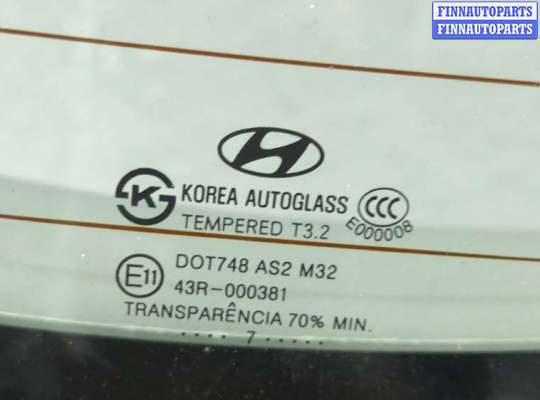 FINNAUTOPARTS
FINNAUTOPARTS
KOREA AUTOGLASS
TEMPERED T3.2
CCC
E000008
K
E11
DOT748 AS2 M32
43R-000381
TRANSPARÊNCIA 70% MIN.
.... 7 .....